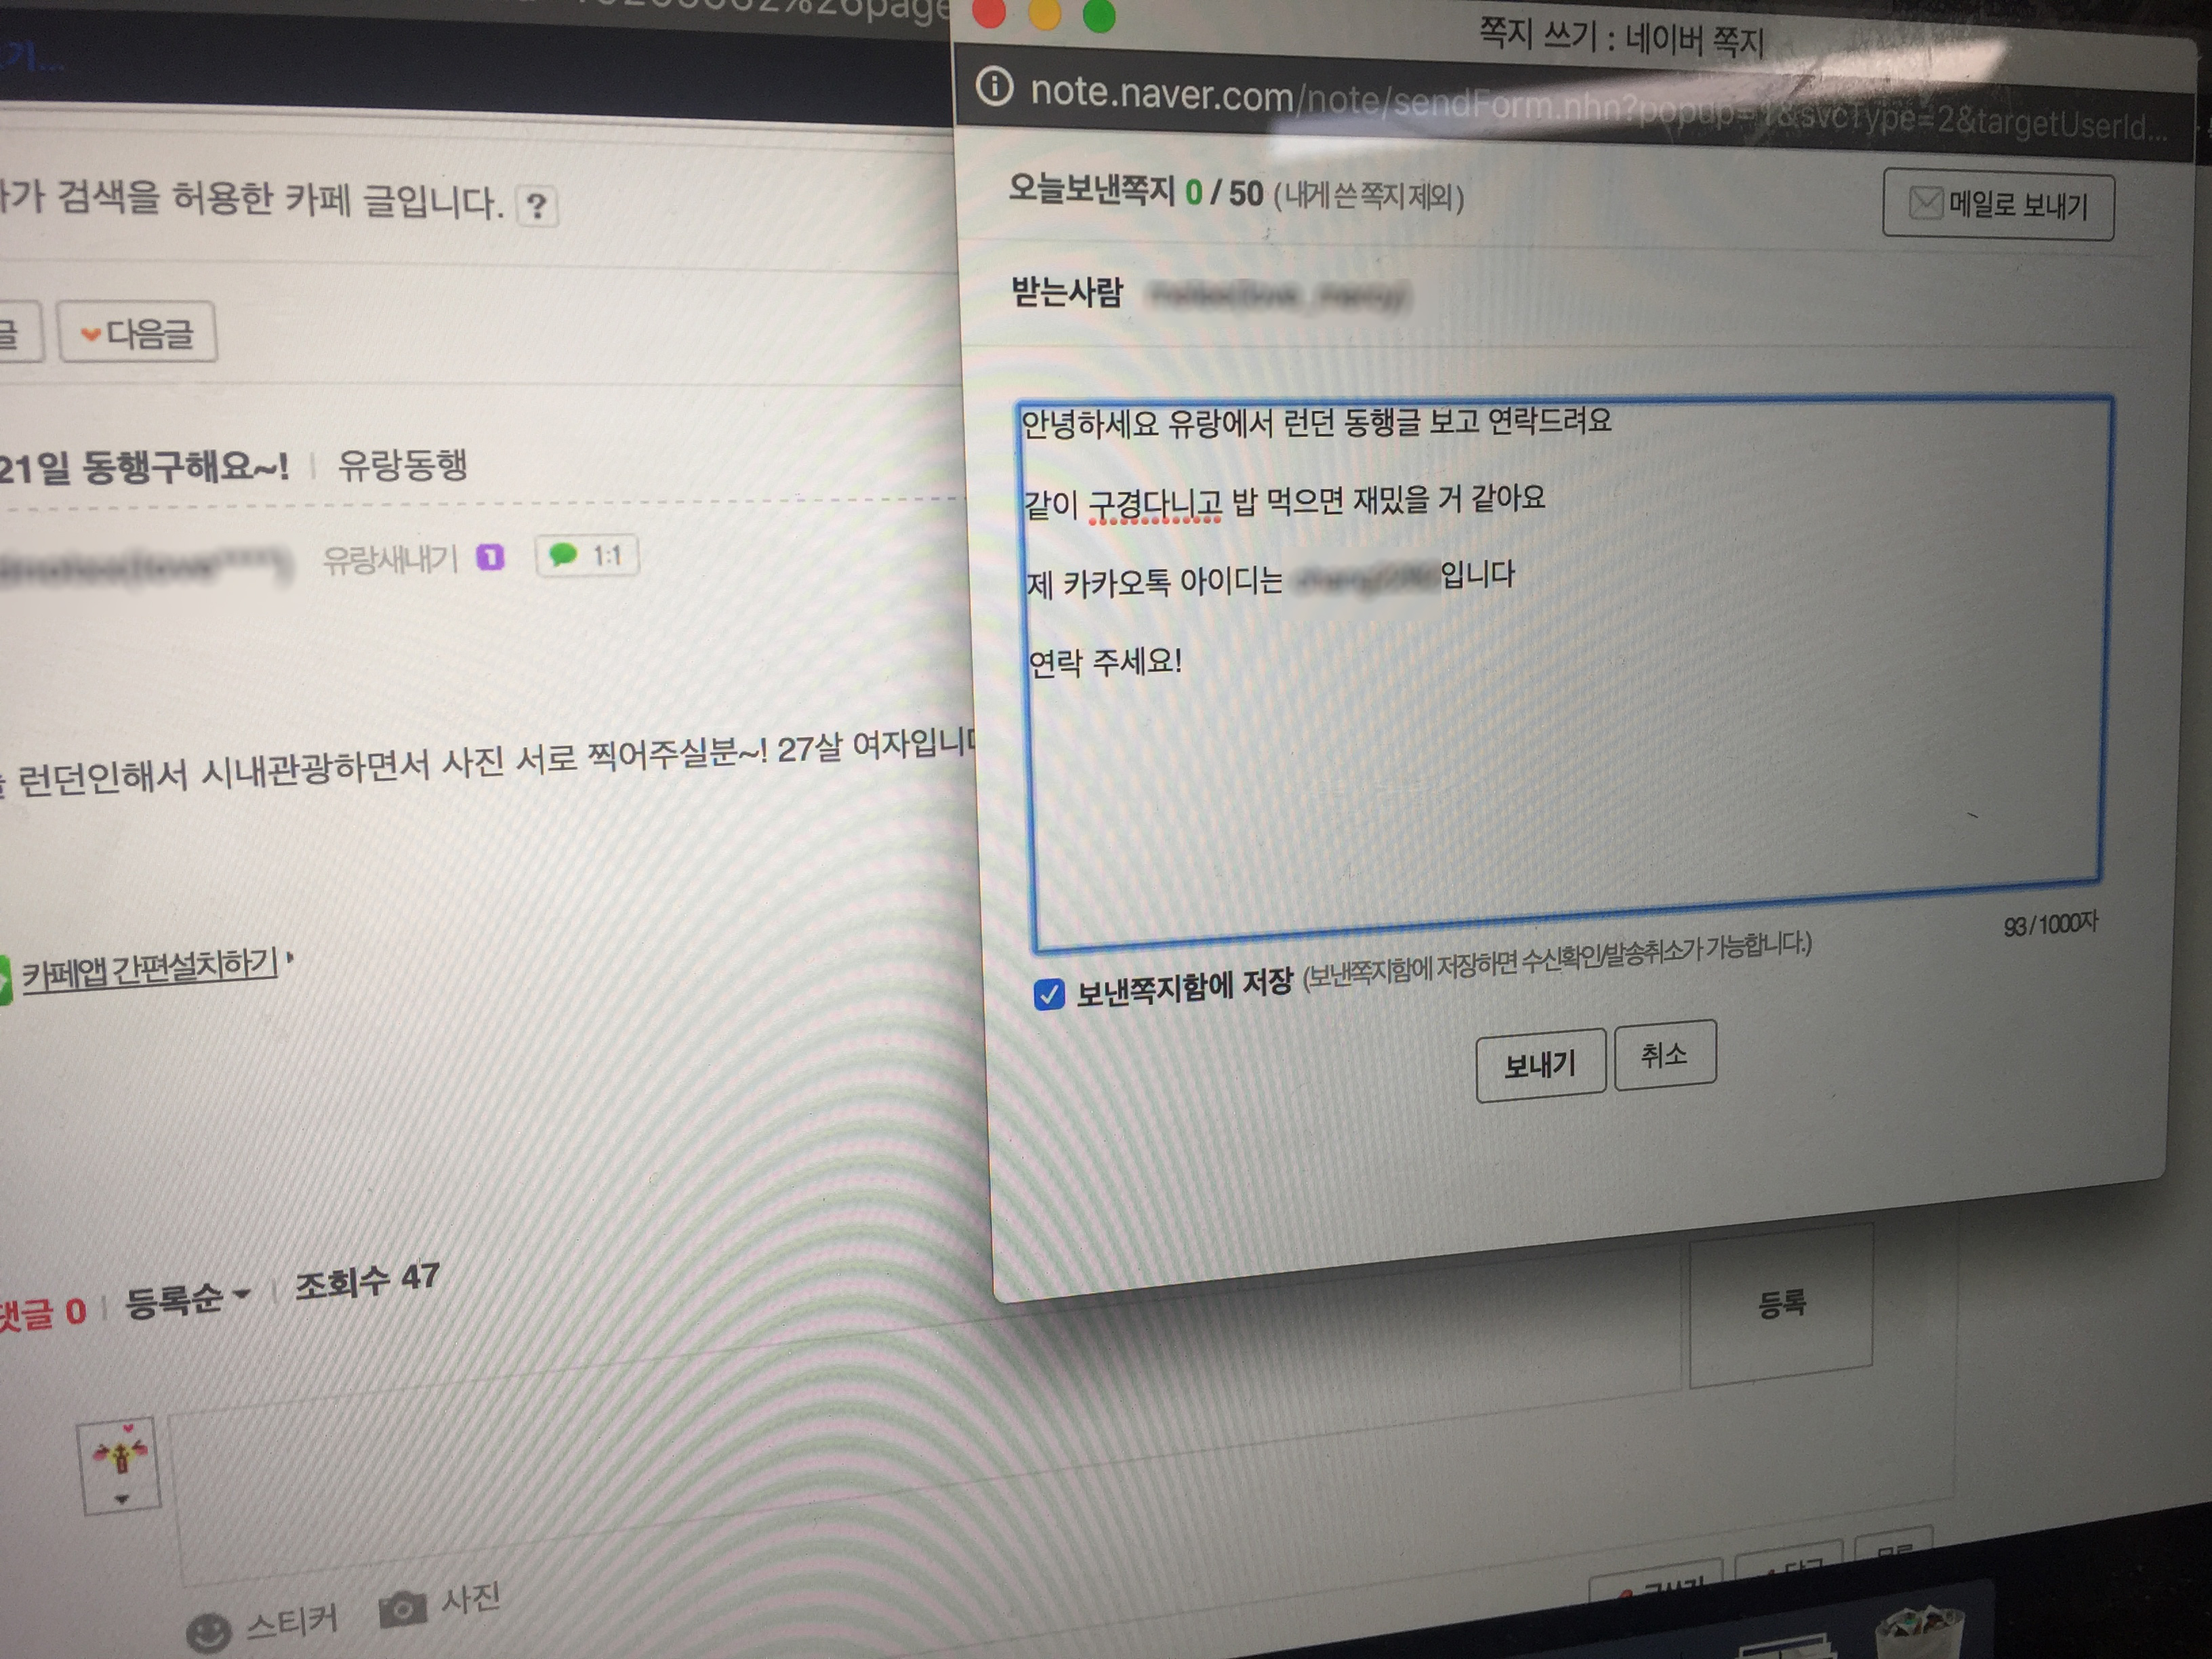 쪽지 쓰기 : 네이버 쪽지
note.naver.com/note/sendForm.nhn?popup=1&svcType=2&targetUserId...
오늘보낸쪽지 0 / 50 (내게 쓴 쪽지 제외)
메일로 보내기
받는사람
안녕하세요 유랑에서 런던 동행글 보고 연락드려요
같이 구경다니고 밥 먹으면 재밌을 거 같아요
제 카카오톡 아이디는 입니다
연락 주세요!
93/1000자
보낸쪽지함에 저장 (보낸쪽지함에 저장하면 수신확인/발송취소가 가능합니다.)
보내기 취소
검색을 허용한 카페 글입니다. ?
다음글
21일 동행구해요~! 유랑동행
유랑새내기 1 1:1
런던인해서 시내관광하면서 사진 서로 찍어주실분~! 27살 여자입니다
카페앱 간편설치하기
댓글 0 등록순 조회수 47
등록
스티커 사진